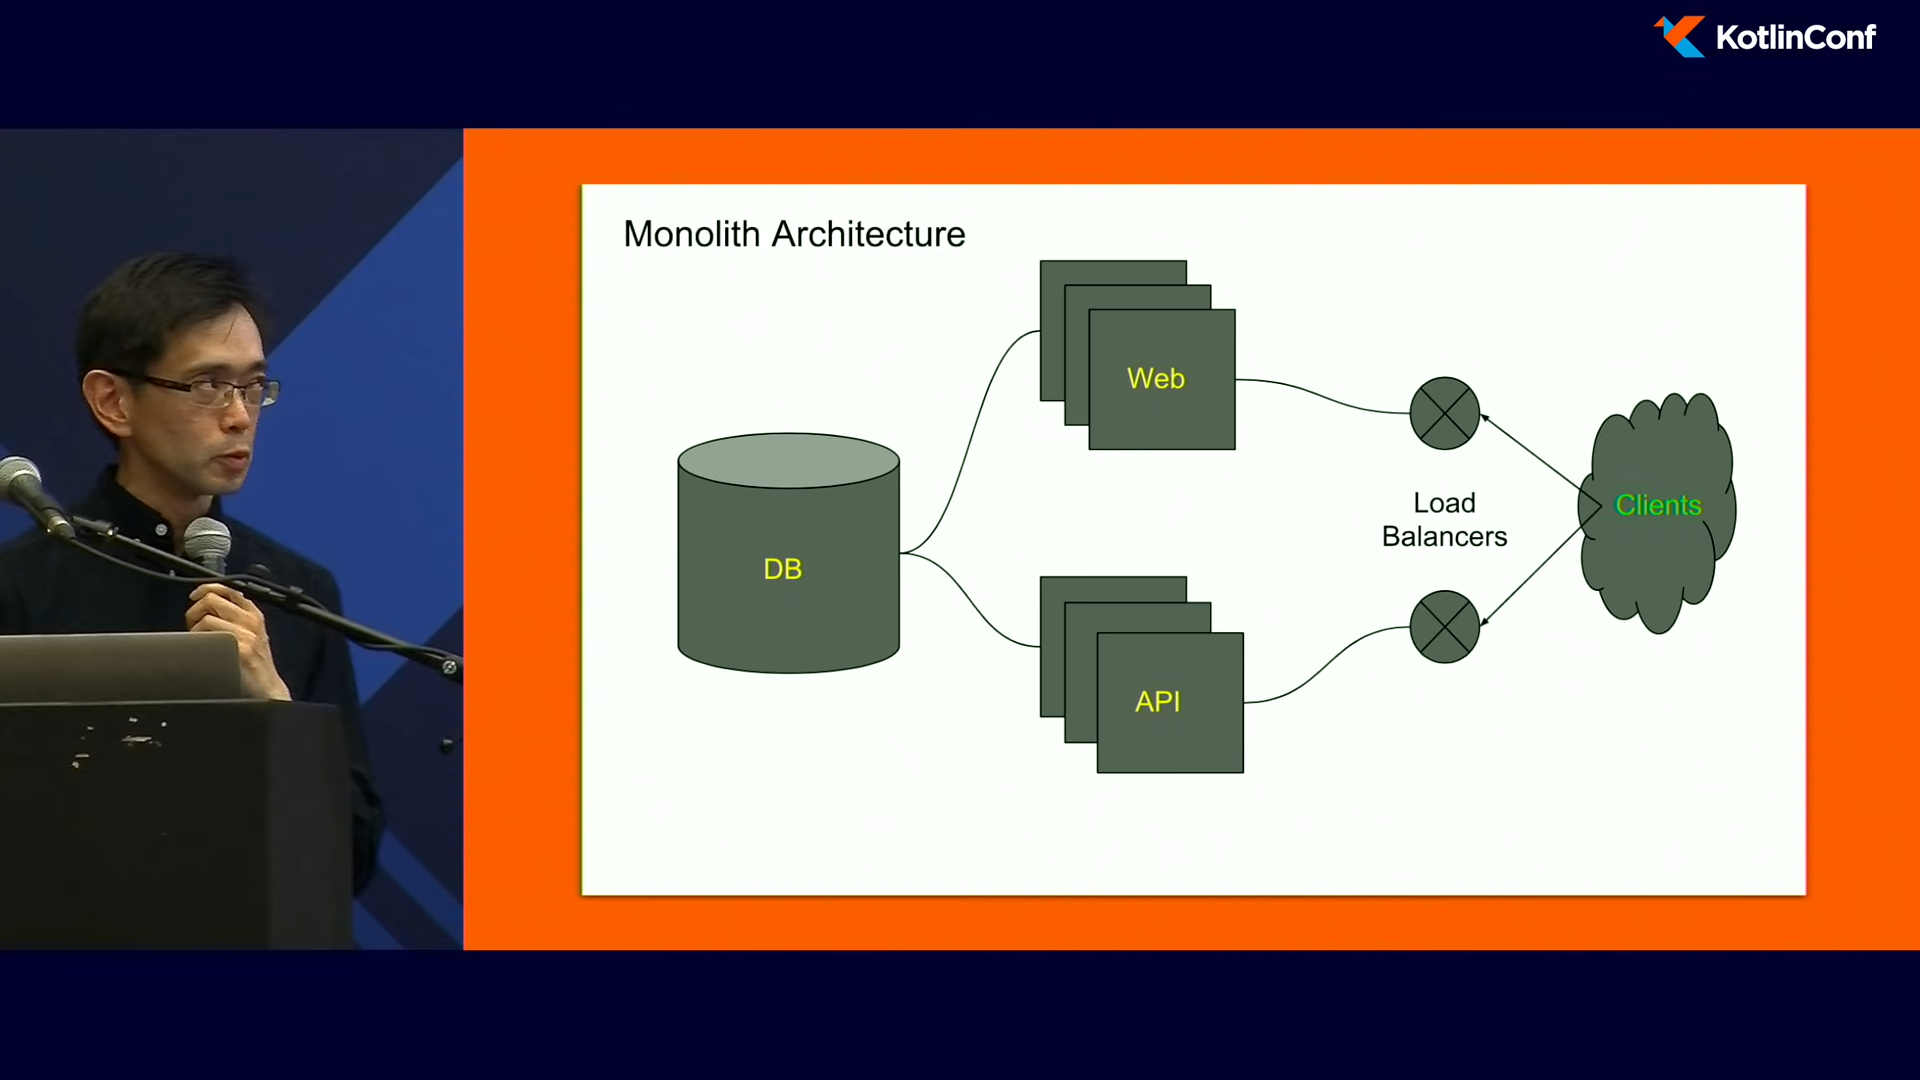 KotlinConf
Monolith Architecture
Web
Clients
Load
Balancers
DB
API